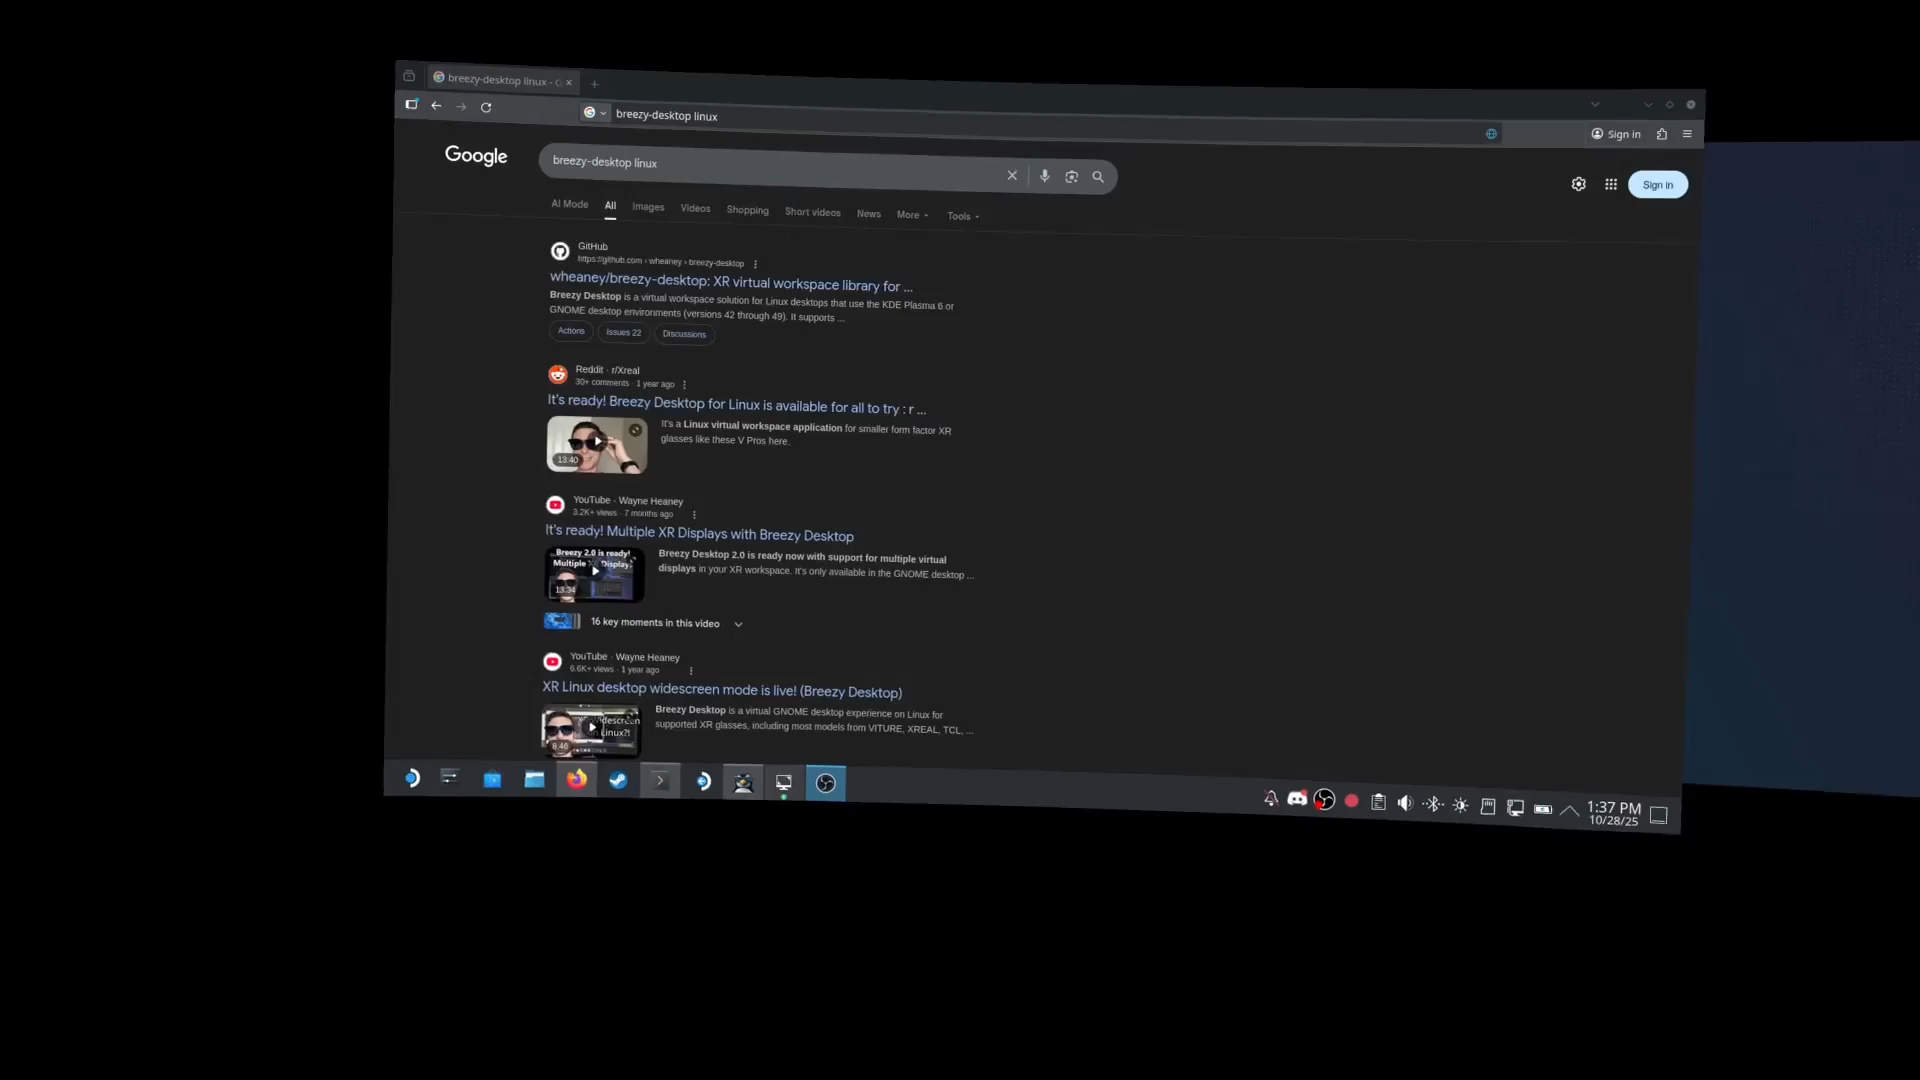 breezy-desktop linux - G
breezy-desktop linux
Sign in
Google
breezy-desktop linux
Sign in
AI Mode
All
Images
Videos
Shopping
Short videos
News
More
Tools
GitHub
https://github.com › wheaney › breezy-desktop
wheaney/breezy-desktop: XR virtual workspace library for ...
Breezy Desktop is a virtual workspace solution for Linux desktops that use the KDE Plasma 6 or
GNOME desktop environments (versions 42 through 49). It supports ...
Actions
Issues 22
Discussions
Reddit · r/Xreal
30+ comments · 1 year ago
It's ready! Breezy Desktop for Linux is available for all to try : r ...
It's a Linux virtual workspace application for smaller form factor XR
glasses like these V Pros here.
13:40
YouTube · Wayne Heaney
3.2K+ views · 7 months ago
It's ready! Multiple XR Displays with Breezy Desktop
Breezy 2.0 is ready!
Multiple XR Display
13:34
Breezy Desktop 2.0 is ready now with support for multiple virtual
displays in your XR workspace. It's only available in the GNOME desktop ...
16 key moments in this video
YouTube · Wayne Heaney
6.6K+ views · 1 year ago
XR Linux desktop widescreen mode is live! (Breezy Desktop)
Linux?!
8:46
Breezy Desktop is a virtual GNOME desktop experience on Linux for
supported XR glasses, including most models from VITURE, XREAL, TCL, ...
1:37 PM
10/28/25